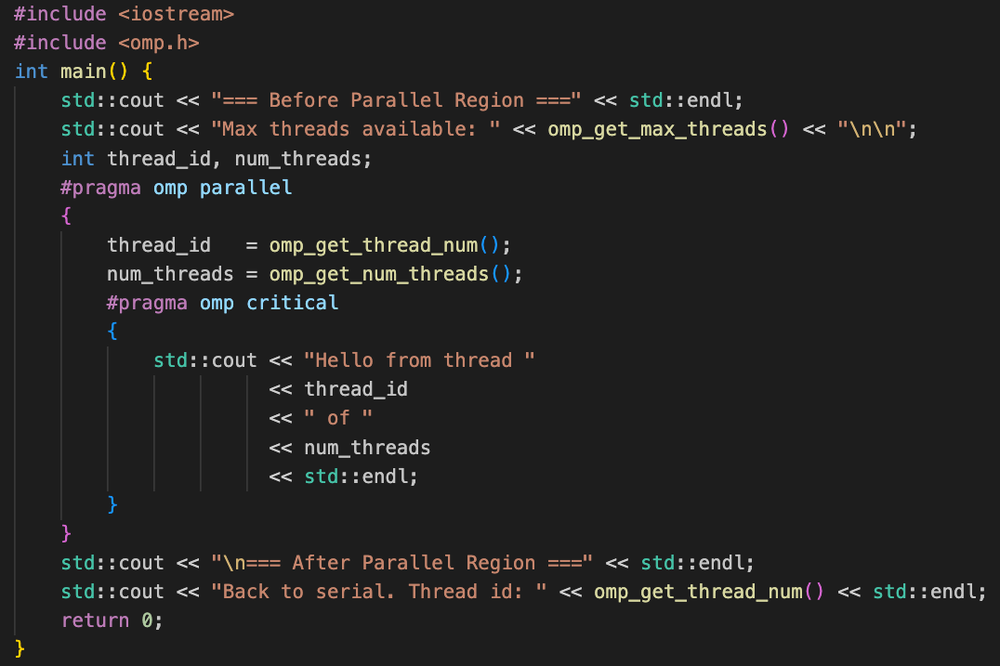 #include <iostream>
#include <omp.h>
int main() {
    std::cout << "=== Before Parallel Region ===" << std::endl;
    std::cout << "Max threads available: " << omp_get_max_threads() << "\n\n";
    int thread_id, num_threads;
    #pragma omp parallel
    {
        thread_id   = omp_get_thread_num();
        num_threads = omp_get_num_threads();
        #pragma omp critical
        {
            std::cout << "Hello from thread "
                      << thread_id
                      << " of "
                      << num_threads
                      << std::endl;
        }
    }
    std::cout << "\n=== After Parallel Region ===" << std::endl;
    std::cout << "Back to serial. Thread id: " << omp_get_thread_num() << std::endl;
    return 0;
}